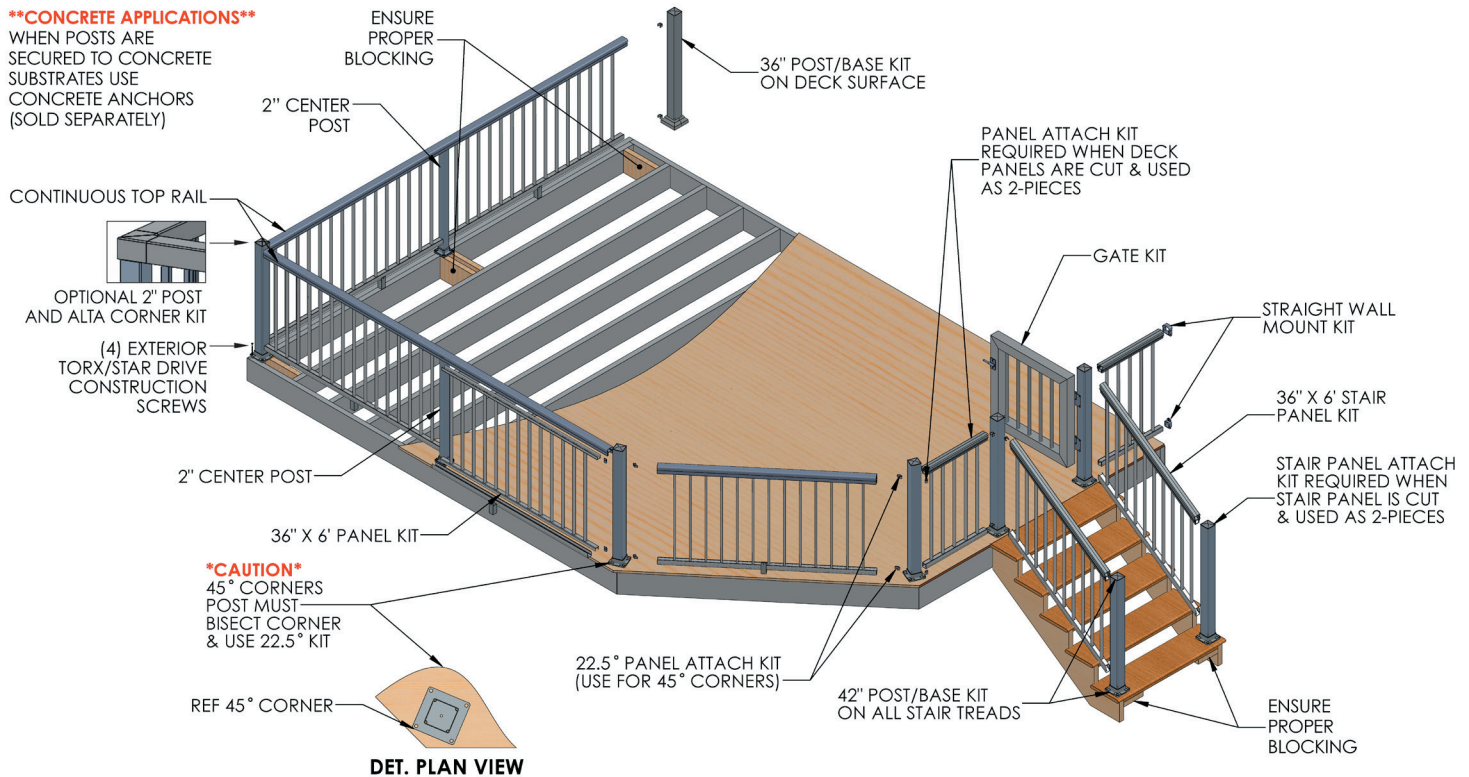 **CONCRETE APPLICATIONS**
WHEN POSTS ARE
SECURED TO CONCRETE
SUBSTRATES USE
CONCRETE ANCHORS
(SOLD SEPARATELY)
ENSURE
PROPER
BLOCKING
36" POST/BASE KIT
ON DECK SURFACE
2" CENTER
POST
PANEL ATTACH KIT
REQUIRED WHEN DECK
PANELS ARE CUT & USED
AS 2-PIECES
CONTINUOUS TOP RAIL
GATE KIT
OPTIONAL 2" POST
AND ALTA CORNER KIT
STRAIGHT WALL
MOUNT KIT
(4) EXTERIOR
TORX/STAR DRIVE
CONSTRUCTION
SCREWS
36" X 6' STAIR
PANEL KIT
2" CENTER POST
STAIR PANEL ATTACH
KIT REQUIRED WHEN
STAIR PANEL IS CUT
& USED AS 2-PIECES
36" X 6' PANEL KIT
*CAUTION*
45° CORNERS
POST MUST
BISECT CORNER
& USE 22.5° KIT
22.5° PANEL ATTACH KIT
(USE FOR 45° CORNERS)
42" POST/BASE KIT
ON ALL STAIR TREADS
ENSURE
PROPER
BLOCKING
REF 45° CORNER
DET. PLAN VIEW